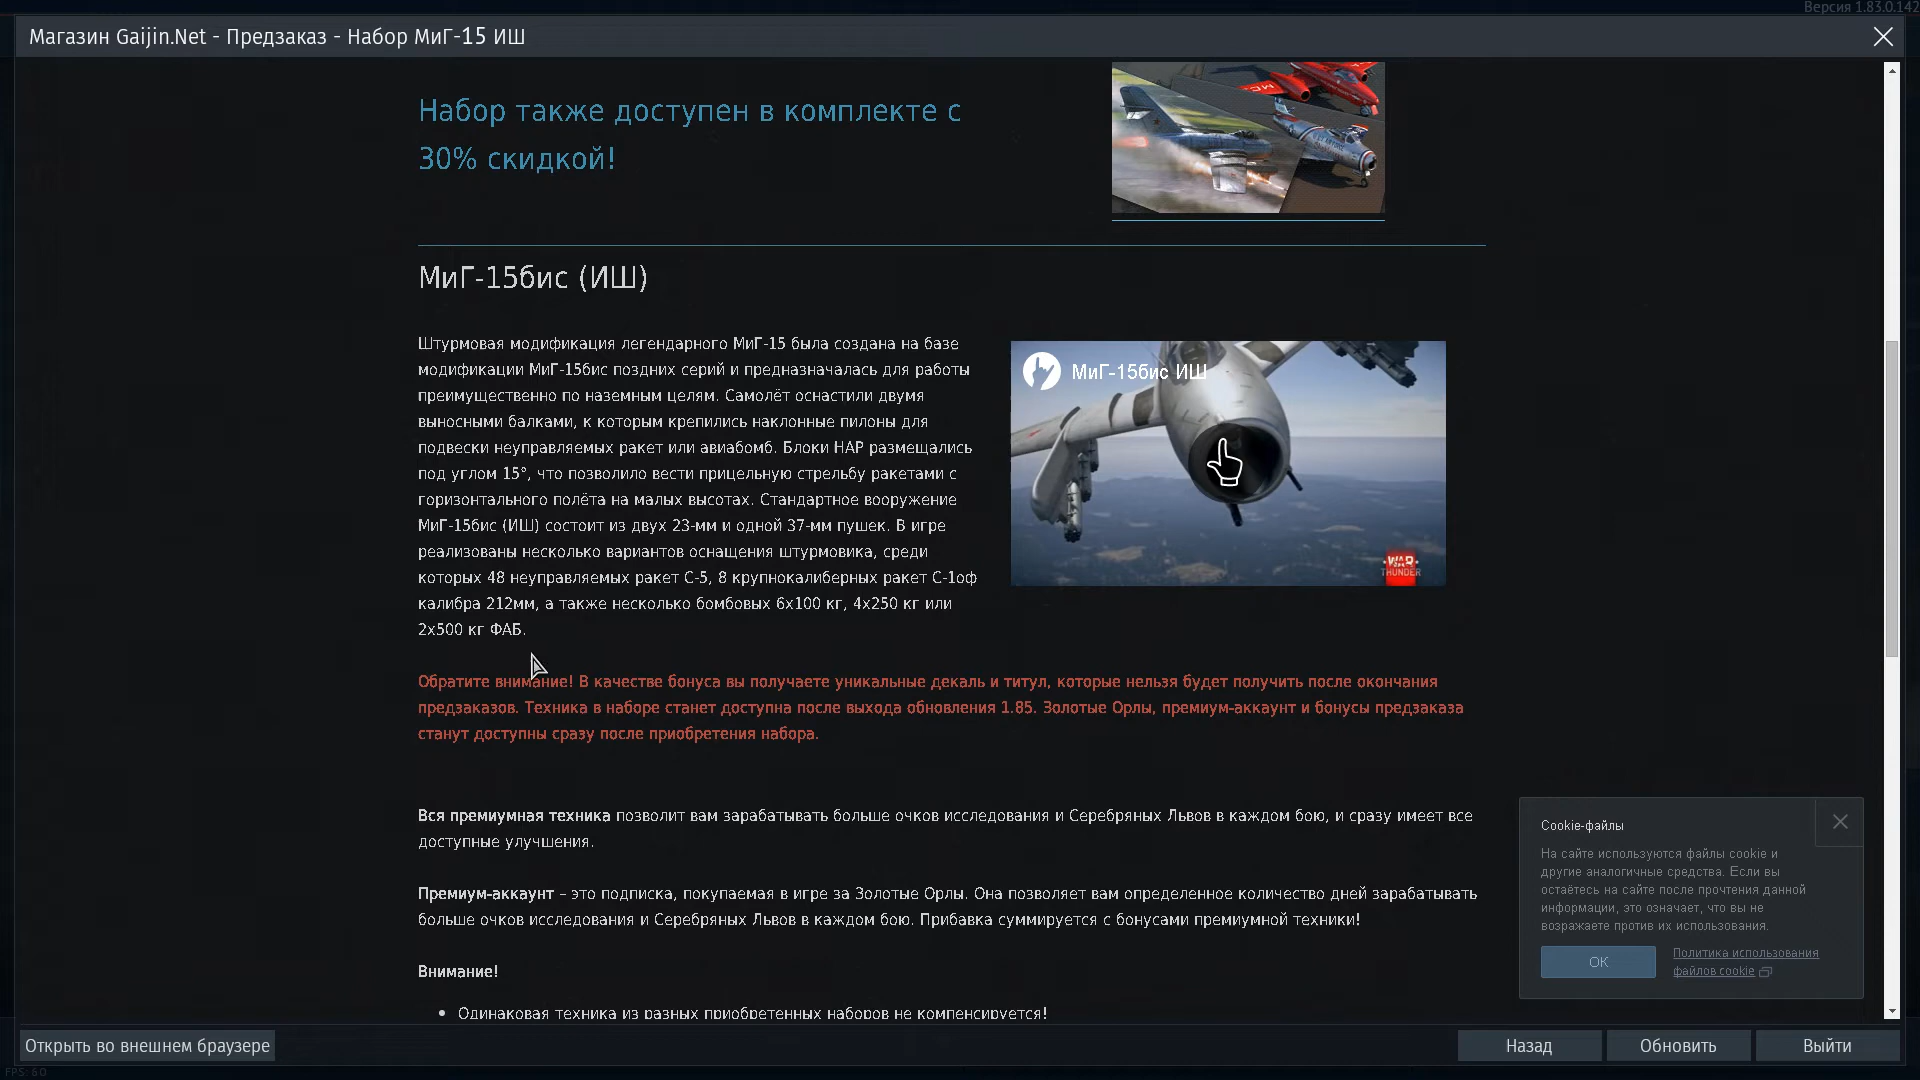 Версия 1.83.0.142
Магазин Gaijin.Net - Предзаказ - Набор МиГ-15 ИШ
Набор также доступен в комплекте с
30% скидкой!
МиГ-15бис (ИШ)
Штурмовая модификация легендарного МиГ-15 была создана на базе
модификации МиГ-15бис поздних серий и предназначалась для работы
преимущественно по наземным целям. Самолёт оснастили двумя
выносными балками, к которым крепились наклонные пилоны для
подвески неуправляемых ракет или авиабомб. Блоки НАР размещались
под углом 15°, что позволило вести прицельную стрельбу ракетами с
горизонтального полёта на малых высотах. Стандартное вооружение
МиГ-15бис (ИШ) состоит из двух 23-мм и одной 37-мм пушек. В игре
реализованы несколько вариантов оснащения штурмовика, среди
которых 48 неуправляемых ракет С-5, 8 крупнокалиберных ракет С-1оф
калибра 212мм, а также несколько бомбовых 6x100 кг, 4x250 кг или
2x500 кг ФАБ.
МиГ-15бис ИШ
WAR
THUNDER
Обратите внимание! В качестве бонуса вы получаете уникальные декаль и титул, которые нельзя будет получить после окончания
предзаказов. Техника в наборе станет доступна после выхода обновления 1.85. Золотые Орлы, премиум-аккаунт и бонусы предзаказа
станут доступны сразу после приобретения набора.
Вся премиумная техника позволит вам зарабатывать больше очков исследования и Серебряных Львов в каждом бою, и сразу имеет все
доступные улучшения.
Премиум-аккаунт – это подписка, покупаемая в игре за Золотые Орлы. Она позволяет вам определенное количество дней зарабатывать
больше очков исследования и Серебряных Львов в каждом бою. Прибавка суммируется с бонусами премиумной техники!
Внимание!
• Одинаковая техника из разных приобретенных наборов не компенсируется!
Cookie-файлы
На сайте используются файлы cookie и
другие аналогичные средства. Если вы
остаётесь на сайте после прочтения данной
информации, это означает, что вы не
возражаете против их использования.
ОК
Политика использования
файлов cookie
Открыть во внешнем браузере
Назад
Обновить
Выйти
FPS: 60